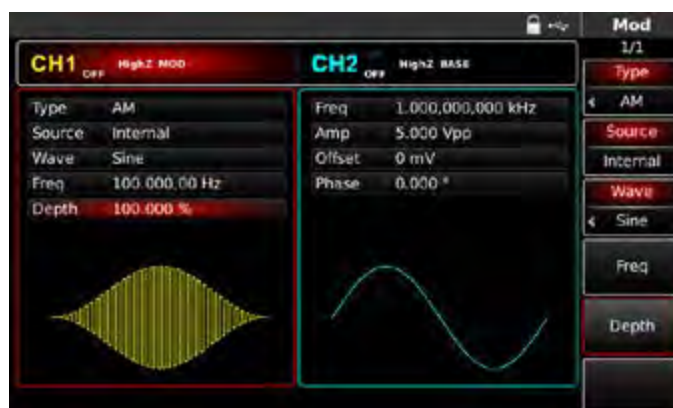 Mod
1/1
CH1 OFF HighZ MOD
CH2 OFF HighZ BASE
Type
Type AM
Source Internal
Wave Sine
Freq 100.000,00 Hz
Depth 100.000 %
Freq 1.000,000,000 kHz
Amp 5.000 Vpp
Offset 0 mV
Phase 0.000 °
AM
Source
Internal
Wave
Sine
Freq
Depth